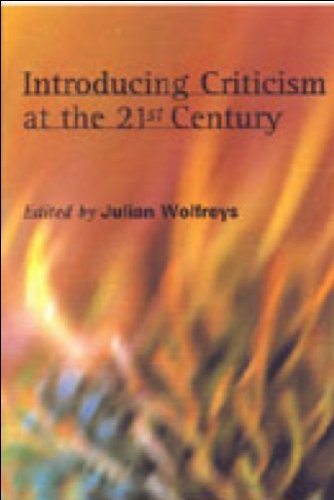 Introducing Criticism
at the 21st Century
Edited by Julian Wolfreys